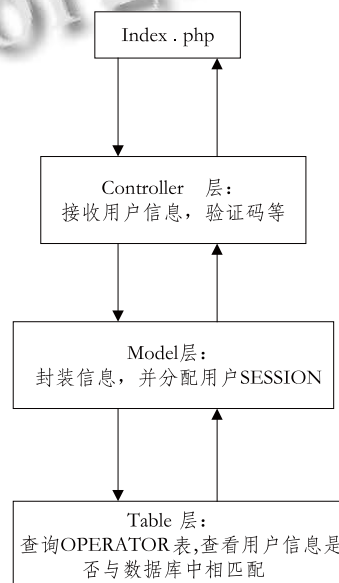 Index . php
Controller 层：
接收用户信息，验证码等
Model层：
封装信息，并分配用户SESSION
Table 层：
查询OPERATOR表,查看用户信息是
否与数据库中相匹配